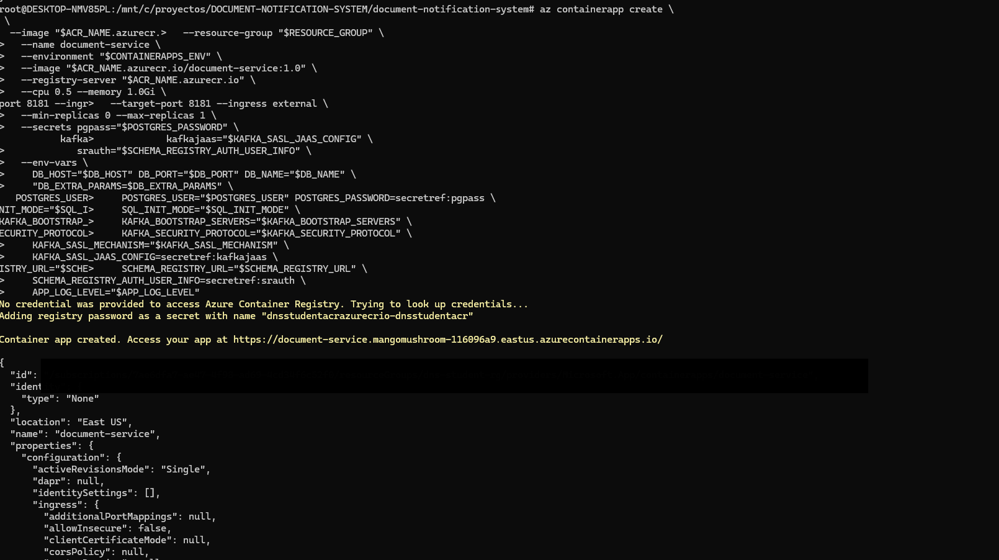 root@DESKTOP-NMV85PL:/mnt/c/proyectos/DOCUMENT-NOTIFICATION-SYSTEM/document-notification-system# az containerapp create \
 \
  --image "$ACR_NAME.azurecr.>   --resource-group "$RESOURCE_GROUP" \
>   --name document-service \
>   --environment "$CONTAINERAPPS_ENV" \
>   --image "$ACR_NAME.azurecr.io/document-service:1.0" \
>   --registry-server "$ACR_NAME.azurecr.io" \
>   --cpu 0.5 --memory 1.0Gi \
port 8181 --ingr>   --target-port 8181 --ingress external \
>   --min-replicas 0 --max-replicas 1 \
>   --secrets pgpass="$POSTGRES_PASSWORD" \
           kafka>             kafkajaas="$KAFKA_SASL_JAAS_CONFIG" \
>             srauth="$SCHEMA_REGISTRY_AUTH_USER_INFO" \
>   --env-vars \
>     DB_HOST="$DB_HOST" DB_PORT="$DB_PORT" DB_NAME="$DB_NAME" \
>     "DB_EXTRA_PARAMS=$DB_EXTRA_PARAMS" \
   POSTGRES_USER>     POSTGRES_USER="$POSTGRES_USER" POSTGRES_PASSWORD=secretref:pgpass \
NIT_MODE="$SQL_I>     SQL_INIT_MODE="$SQL_INIT_MODE" \
KAFKA_BOOTSTRAP_>     KAFKA_BOOTSTRAP_SERVERS="$KAFKA_BOOTSTRAP_SERVERS" \
ECURITY_PROTOCOL>     KAFKA_SECURITY_PROTOCOL="$KAFKA_SECURITY_PROTOCOL" \
>     KAFKA_SASL_MECHANISM="$KAFKA_SASL_MECHANISM" \
>     KAFKA_SASL_JAAS_CONFIG=secretref:kafkajaas \
ISTRY_URL="$SCHE>     SCHEMA_REGISTRY_URL="$SCHEMA_REGISTRY_URL" \
>     SCHEMA_REGISTRY_AUTH_USER_INFO=secretref:srauth \
>     APP_LOG_LEVEL="$APP_LOG_LEVEL"
No credential was provided to access Azure Container Registry. Trying to look up credentials...
Adding registry password as a secret with name "dnsstudentacrazurecrio-dnsstudentacr"
Container app created. Access your app at https://document-service.mangomushroom-116096a9.eastus.azurecontainerapps.io/
{
  "id":
  "ident
    "type": "None"
  },
  "location": "East US",
  "name": "document-service",
  "properties": {
    "configuration": {
      "activeRevisionsMode": "Single",
      "dapr": null,
      "identitySettings": [],
      "ingress": {
        "additionalPortMappings": null,
        "allowInsecure": false,
        "clientCertificateMode": null,
        "corsPolicy": null,